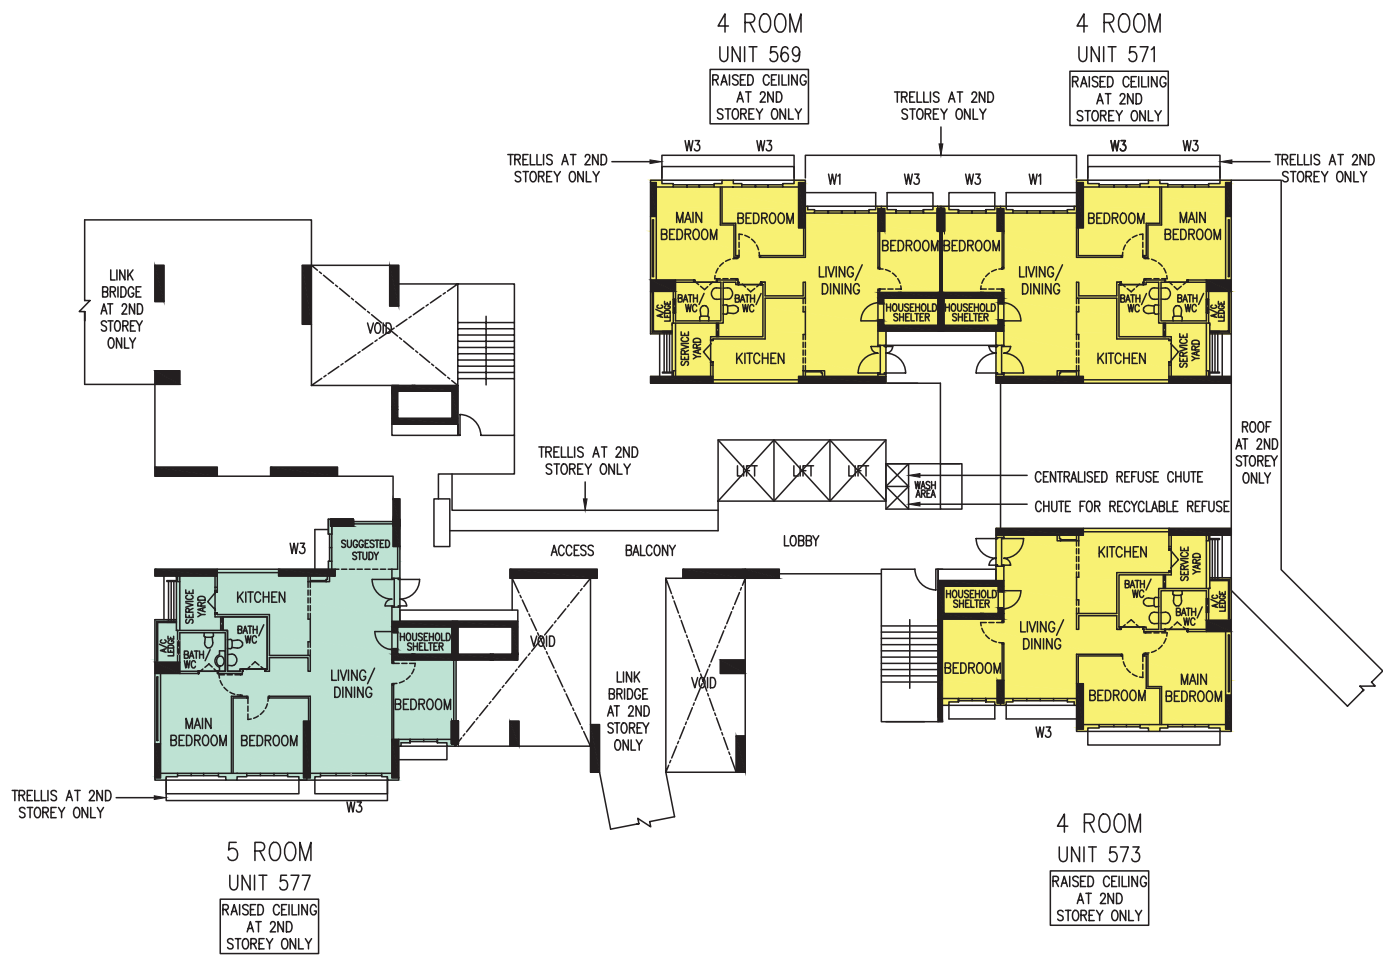 4 ROOM
UNIT 569
RAISED CEILING
AT 2ND
STOREY ONLY
4 ROOM
UNIT 571
RAISED CEILING
AT 2ND
STOREY ONLY
TRELLIS AT 2ND
STOREY ONLY
TRELLIS AT 2ND
STOREY ONLY
W3
W3
W1
W3
W3
W1
W3
W3
TRELLIS AT 2ND
STOREY ONLY
MAIN
BEDROOM
BEDROOM
LIVING/
DINING
BEDROOM
BATH/
WC
BATH/
WC
A/C
LEDGE
SERVICE
YARD
KITCHEN
HOUSEHOLD
SHELTER
BEDROOM
LIVING/
DINING
BEDROOM
MAIN
BEDROOM
HOUSEHOLD
SHELTER
BATH/
WC
BATH/
WC
A/C
LEDGE
SERVICE
YARD
KITCHEN
LINK
BRIDGE
AT 2ND
STOREY
ONLY
VOID
TRELLIS AT 2ND
STOREY ONLY
LIFT
LIFT
LIFT
WASH
AREA
CENTRALISED REFUSE CHUTE
CHUTE FOR RECYCLABLE REFUSE
ROOF
AT 2ND
STOREY
ONLY
ACCESS
BALCONY
LOBBY
W3
SUGGESTED
STUDY
KITCHEN
SERVICE
YARD
A/C
LEDGE
BATH/
WC
BATH/
WC
HOUSEHOLD
SHELTER
LIVING/
DINING
BEDROOM
MAIN
BEDROOM
BEDROOM
W3
TRELLIS AT 2ND
STOREY ONLY
VOID
LINK
BRIDGE
AT 2ND
STOREY
ONLY
VOID
KITCHEN
SERVICE
YARD
A/C
LEDGE
BATH/
WC
BATH/
WC
HOUSEHOLD
SHELTER
LIVING/
DINING
BEDROOM
BEDROOM
MAIN
BEDROOM
W3
5 ROOM
UNIT 577
RAISED CEILING
AT 2ND
STOREY ONLY
4 ROOM
UNIT 573
RAISED CEILING
AT 2ND
STOREY ONLY